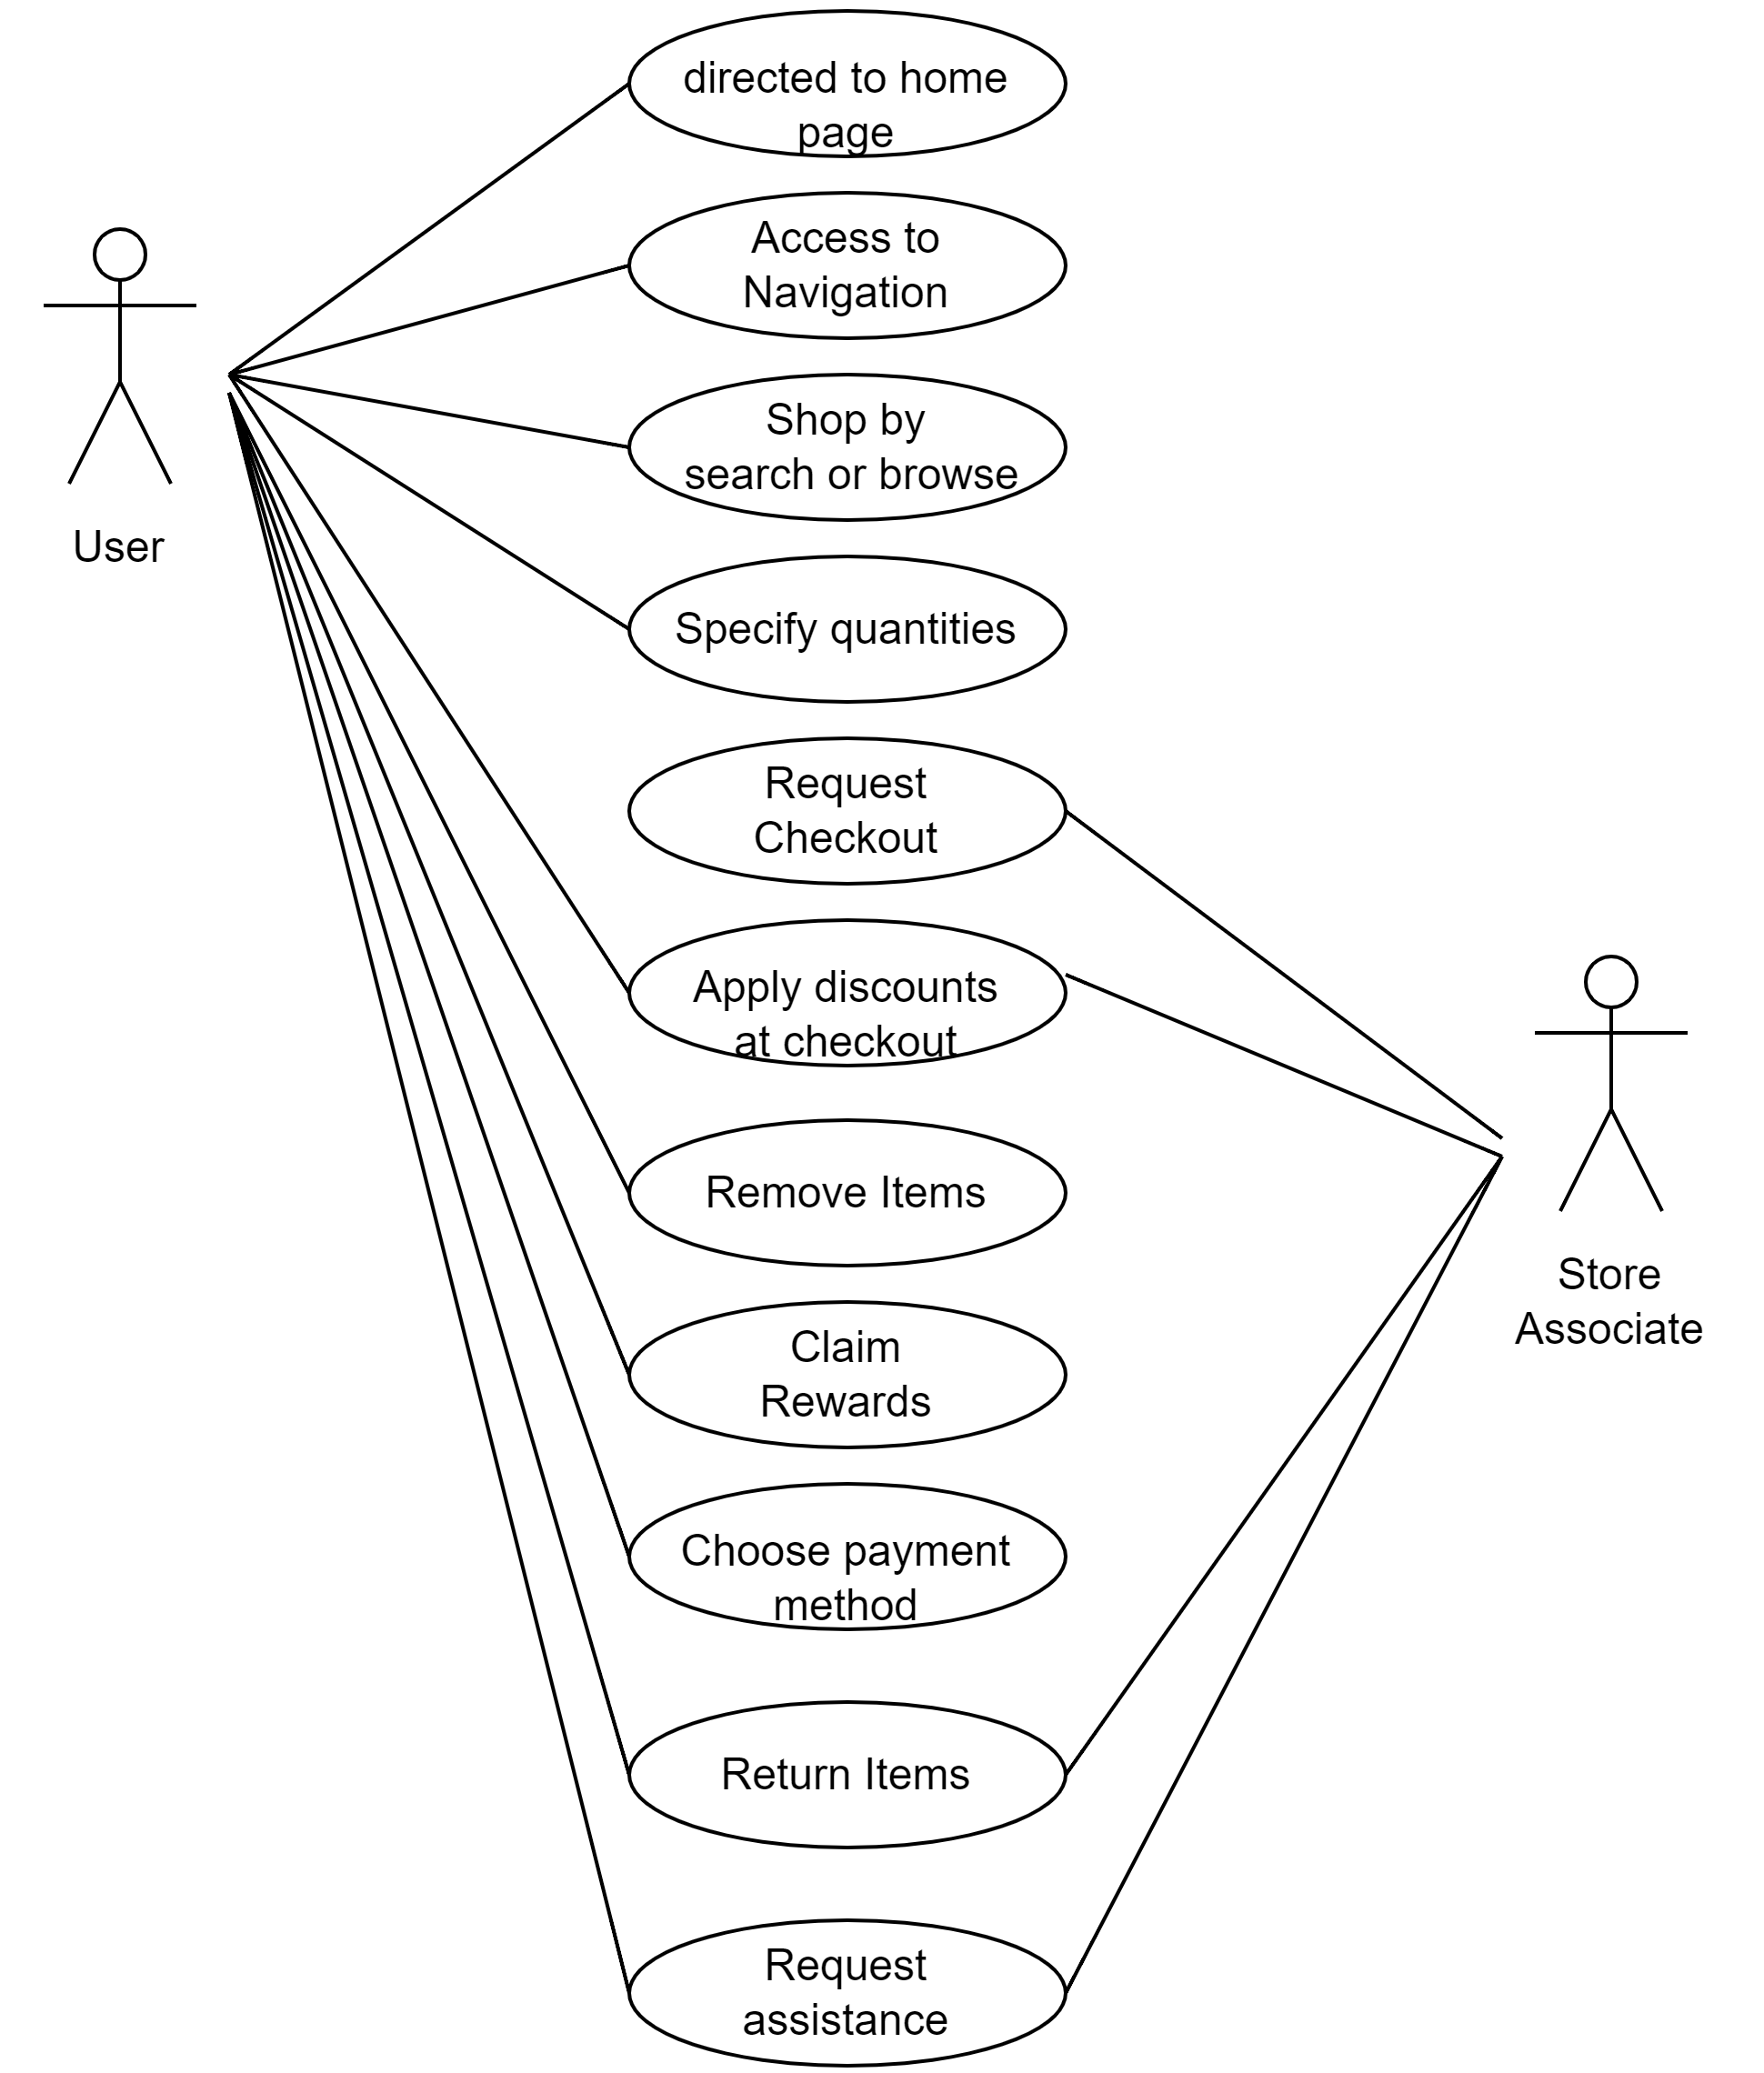 directed to home
page
Access to
Navigation
Shop by
search or browse
User
Specify quantities
Request
Checkout
Apply discounts
at checkout
Remove Items
Store
Associate
Claim
Rewards
Choose payment
method
Return Items
Request
assistance